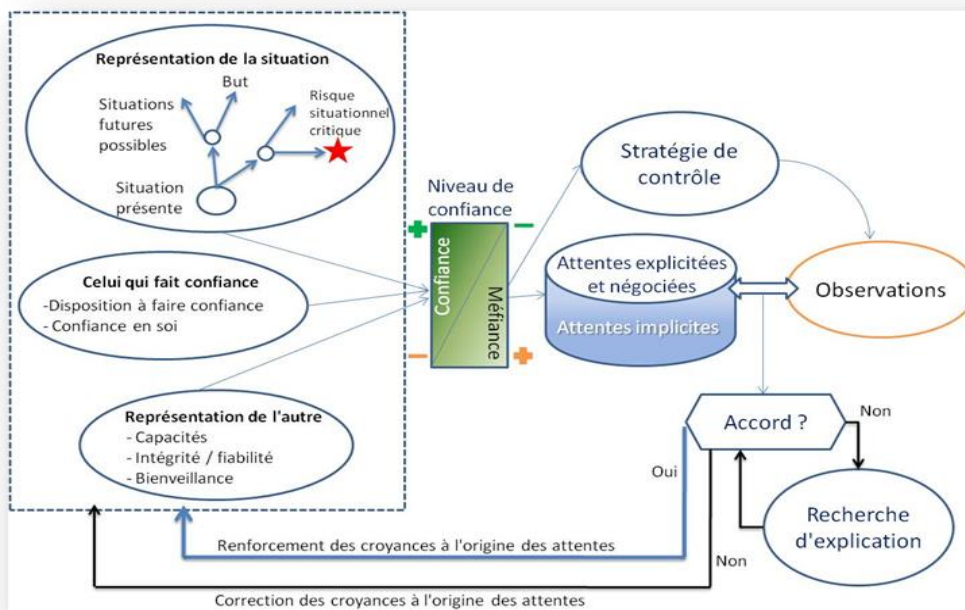 Représentation de la situation
But
Situations
futures
possibles
Risque
situationnel
critique
Situation
présente
Celui qui fait confiance
-Disposition à faire confiance
- Confiance en soi
Représentation de l'autre
- Capacités
- Intégrité / fiabilité
- Bienveillance
Niveau de
confiance
Confiance
Méfiance
Stratégie de
contrôle
Attentes explicitées
et négociées
Attentes implicites
Observations
Accord ?
Non
Oui
Recherche
d'explication
Non
Renforcement des croyances à l'origine des attentes
Correction des croyances à l'origine des attentes